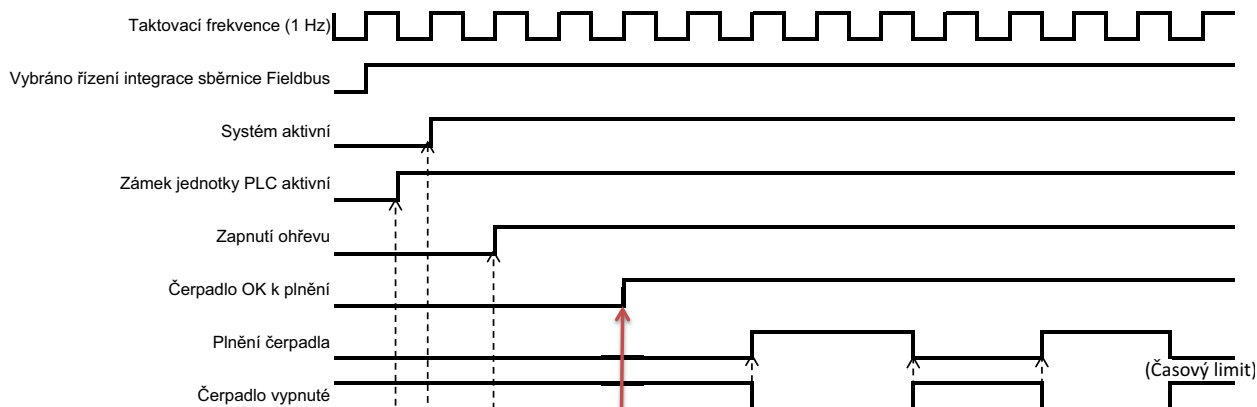 Taktovací frekvence (1 Hz)
Vybráno řízení integrace sběrnice Fieldbus
Systém aktivní
Zámek jednotky PLC aktivní
Zapnutí ohřevu
Čerpadlo OK k plnění
Plnění čerpadla
(Časový limit)
Čerpadlo vypnuté